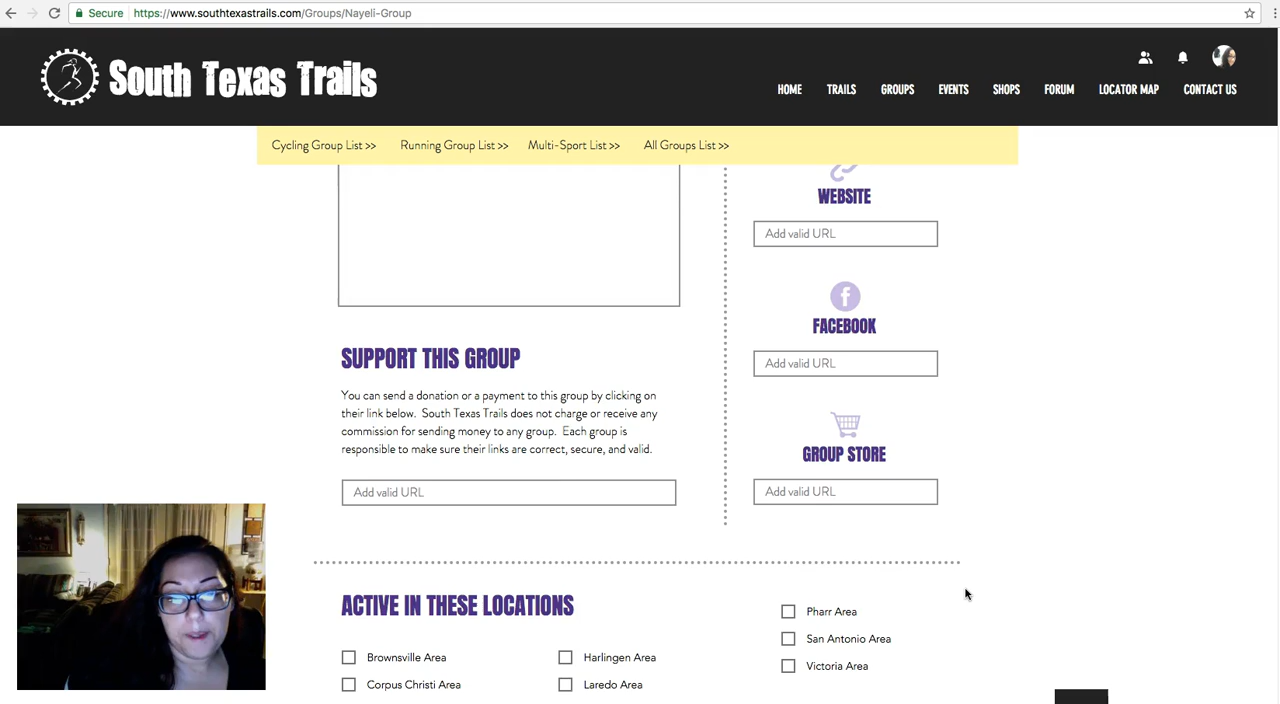 Secure https://www.southtexastrails.com/Groups/Nayeli-Group
South Texas Trails
HOME TRAILS GROUPS EVENTS SHOPS FORUM LOCATOR MAP CONTACT US
Cycling Group List >> Running Group List >> Multi-Sport List >> All Groups List >>
WEBSITE
Add valid URL
FACEBOOK
Add valid URL
GROUP STORE
Add valid URL
SUPPORT THIS GROUP
You can send a donation or a payment to this group by clicking on
their link below. South Texas Trails does not charge or receive any
commission for sending money to any group. Each group is
responsible to make sure their links are correct, secure, and valid.
Add valid URL
ACTIVE IN THESE LOCATIONS
Brownsville Area
Corpus Christi Area
Harlingen Area
Laredo Area
Pharr Area
San Antonio Area
Victoria Area